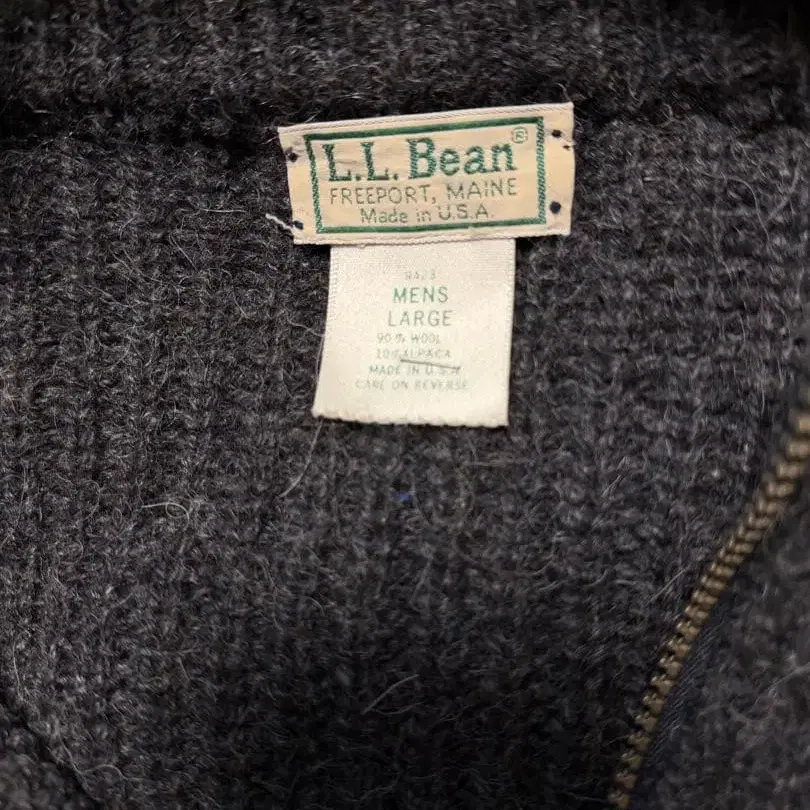 L.L. Bean®
FREEPORT, MAINE
Made in U.S.A.
MENS
LARGE
90% WOOL
10% ALPACA
MADE IN U.S.A.
CARE ON REVERSE